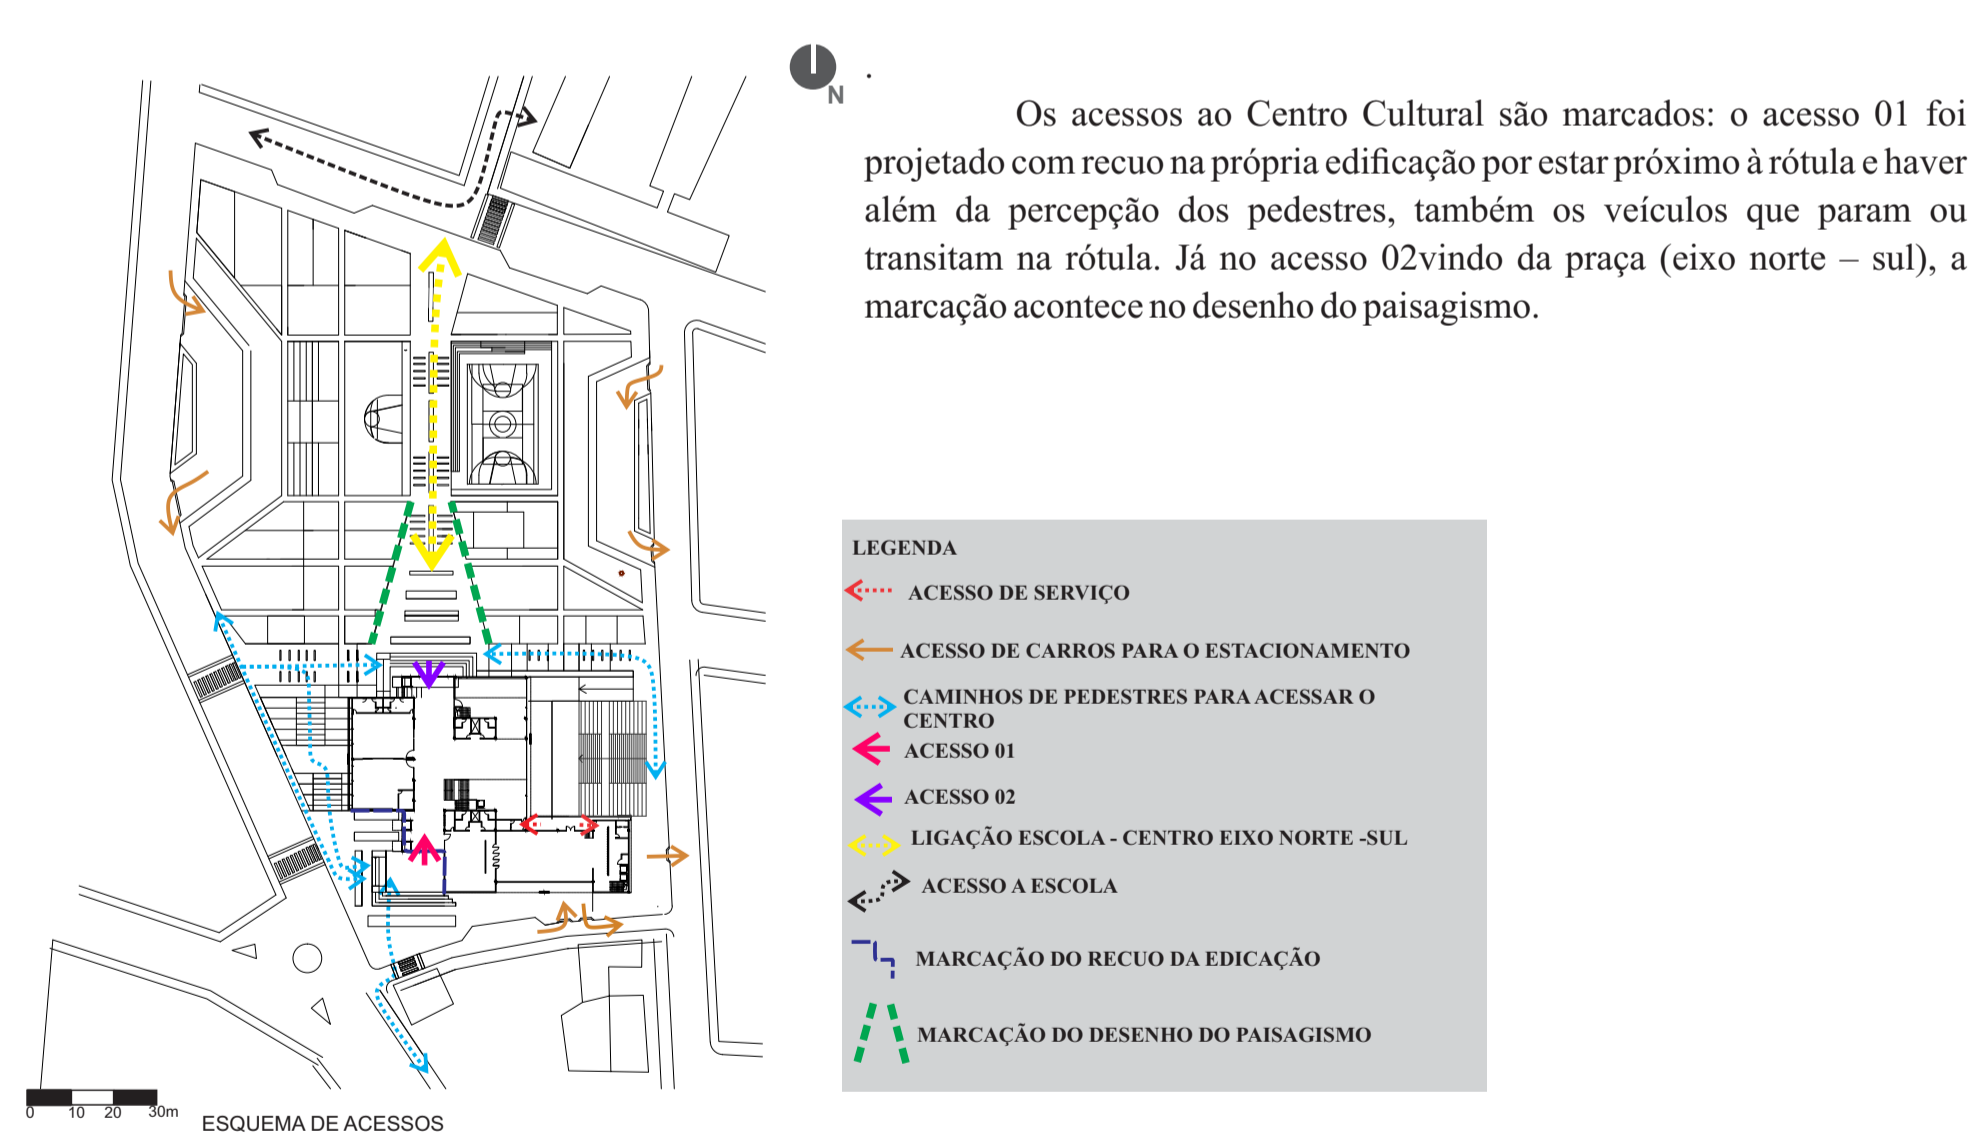 N
.
Os acessos ao Centro Cultural são marcados: o acesso 01 foi
projetado com recuo na própria edificação por estar próximo à rótula e haver
além da percepção dos pedestres, também os veículos que param ou
transitam na rótula. Já no acesso 02vindo da praça (eixo norte – sul), a
marcação acontece no desenho do paisagismo.
LEGENDA
ACESSO DE SERVIÇO
ACESSO DE CARROS PARA O ESTACIONAMENTO
CAMINHOS DE PEDESTRES PARA ACESSAR O
CENTRO
ACESSO 01
ACESSO 02
LIGAÇÃO ESCOLA - CENTRO EIXO NORTE -SUL
ACESSO A ESCOLA
MARCAÇÃO DO RECUO DA EDICAÇÃO
MARCAÇÃO DO DESENHO DO PAISAGISMO
0 10 20 30m
ESQUEMA DE ACESSOS